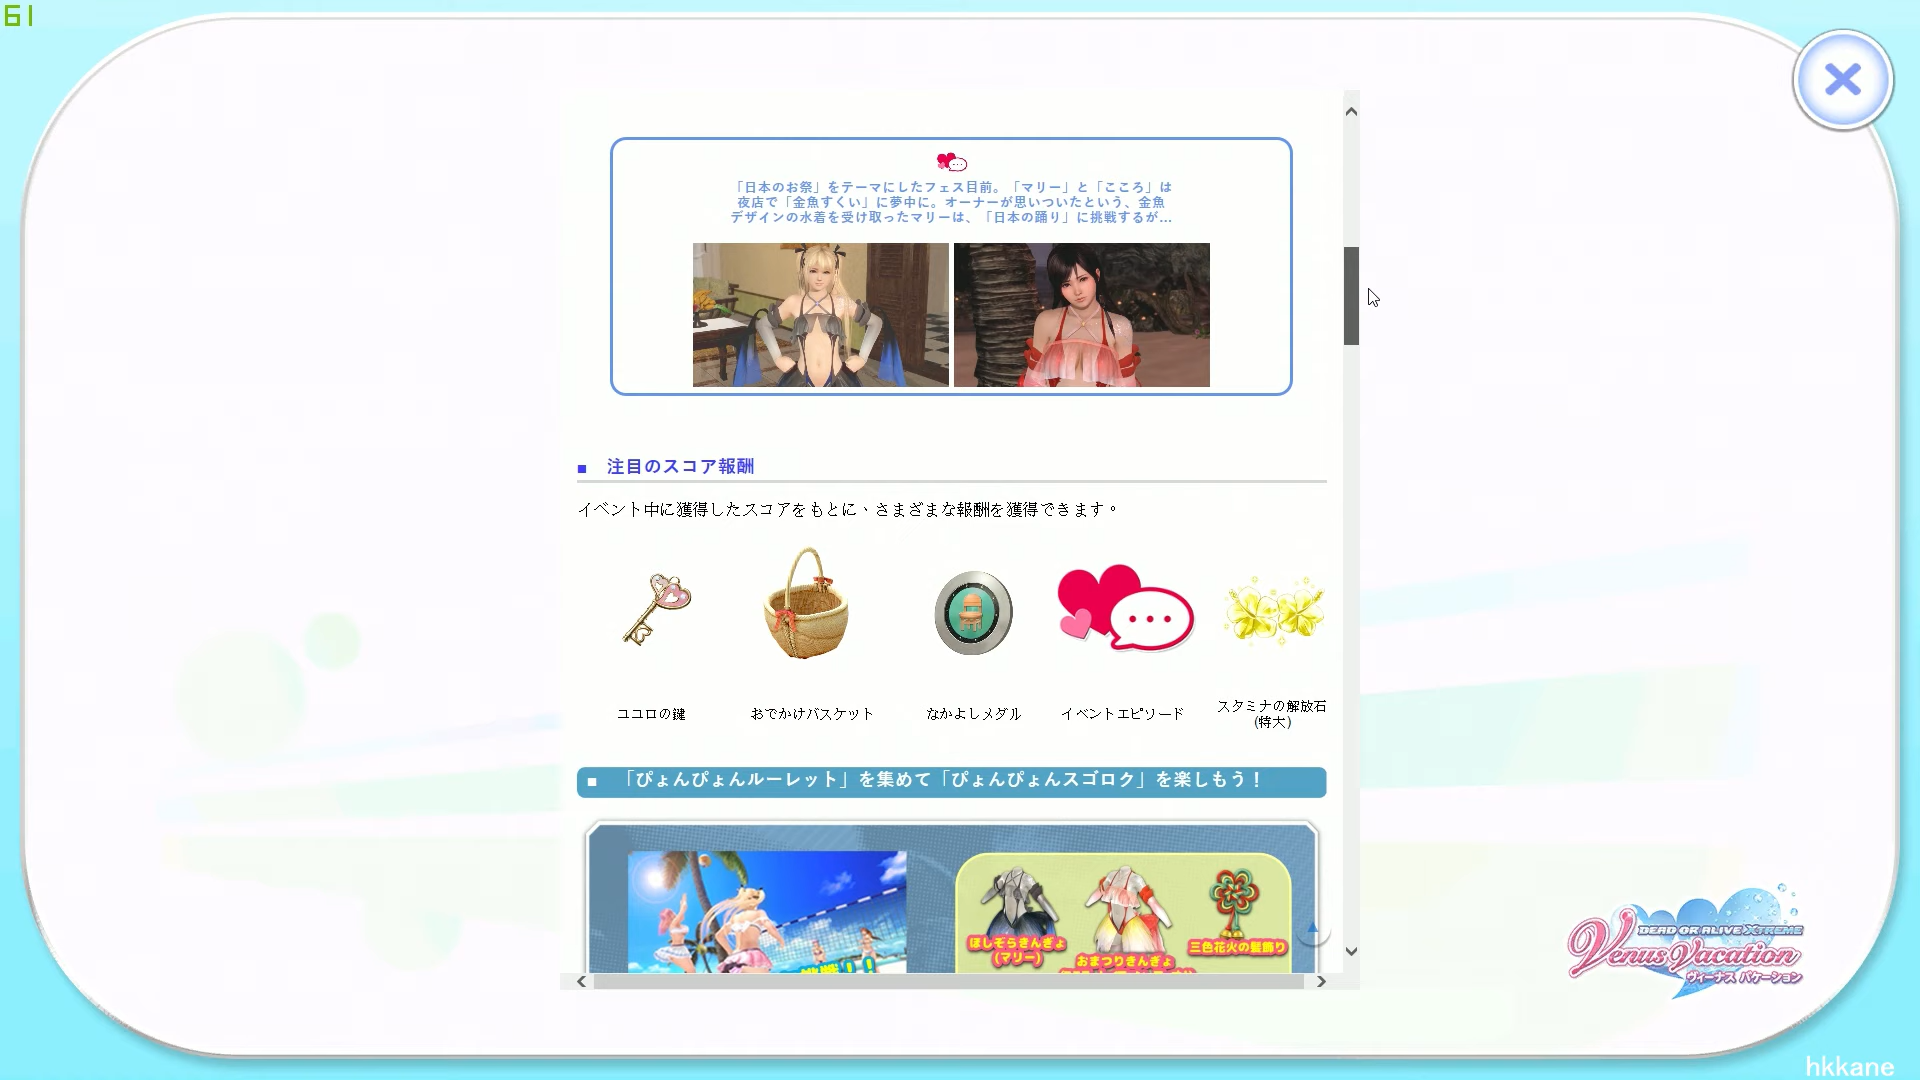 61
「日本のお祭」をテーマにしたフェス目前。「マリー」と「こころ」は
夜店で「金魚すくい」に夢中に。オーナーが思いついたという、金魚
デザインの水着を受け取ったマリーは、「日本の踊り」に挑戦するが…
■ 注目のスコア報酬
イベント中に獲得したスコアをもとに、さまざまな報酬を獲得できます。
ユユロの鍵
おでかけバスケット
なかよしメダル
イベントエピソード
スタミナの解放石
(特大)
■ 「ぴょんぴょんルーレット」を集めて「ぴょんぴょんスゴロク」を楽しもう！
ほしぞらきんぎょ
(マリー)
おまつりきんぎょ
三色花火の髪飾り
DEAD OR ALIVE XTREME
Venus Vacation
ヴィーナス バケーション
hkkane